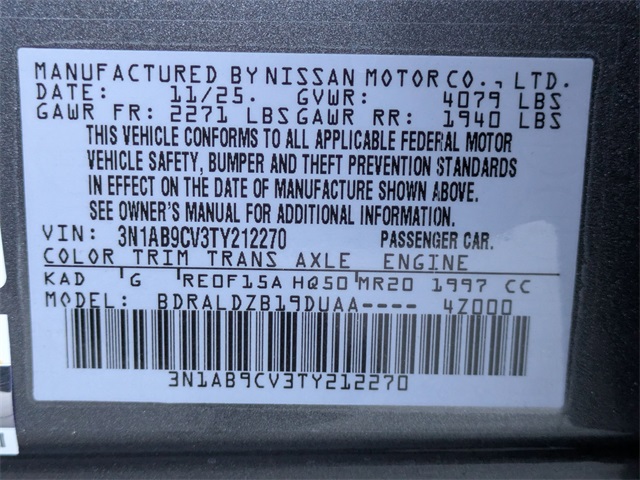 MANUFACTURED BY NISSAN MOTOR CO., LTD.
DATE: 11/25. GVWR: 4079 LBS
GAWR FR: 2271 LBS GAWR RR: 1940 LBS
THIS VEHICLE CONFORMS TO ALL APPLICABLE FEDERAL MOTOR
VEHICLE SAFETY, BUMPER AND THEFT PREVENTION STANDARDS
IN EFFECT ON THE DATE OF MANUFACTURE SHOWN ABOVE.
SEE OWNER'S MANUAL FOR ADDITIONAL INFORMATION.
VIN: 3N1AB9CV3TY212270 PASSENGER CAR.
COLOR TRIM TRANS AXLE ENGINE
KAD G RE0F15A HQ50 MR20 1997 CC
MODEL: BDRALDZB19DUAA---- 4Z000
3N1AB9CV3TY212270